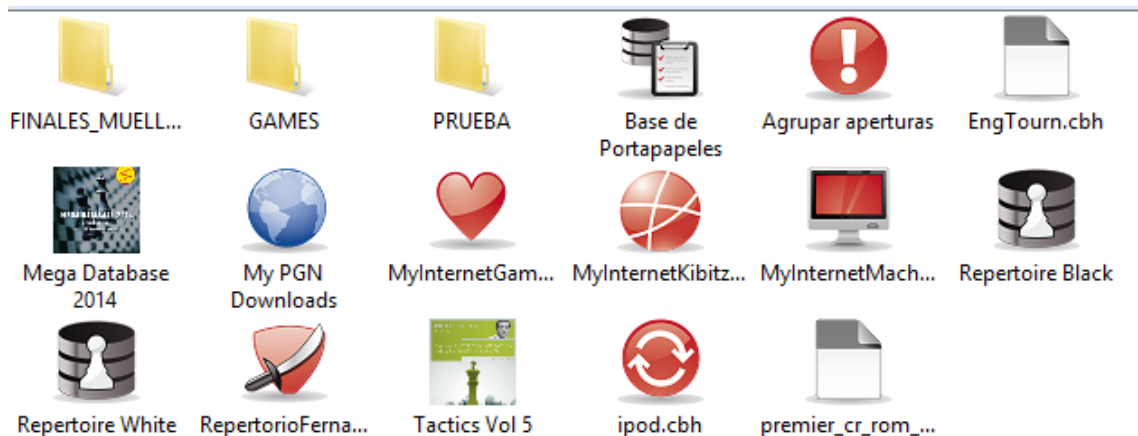 FINALES_MUELL...
GAMES
PRUEBA
Base de
Portapapeles
Agrupar aperturas
EngTourn.cbh
Mega Database
2014
My PGN
Downloads
MyInternetGam...
MyInternetKibitz...
MyInternetMach...
Repertoire Black
Repertoire White
RepertorioFerna...
Tactics Vol 5
ipod.cbh
premier_cr_rom_...